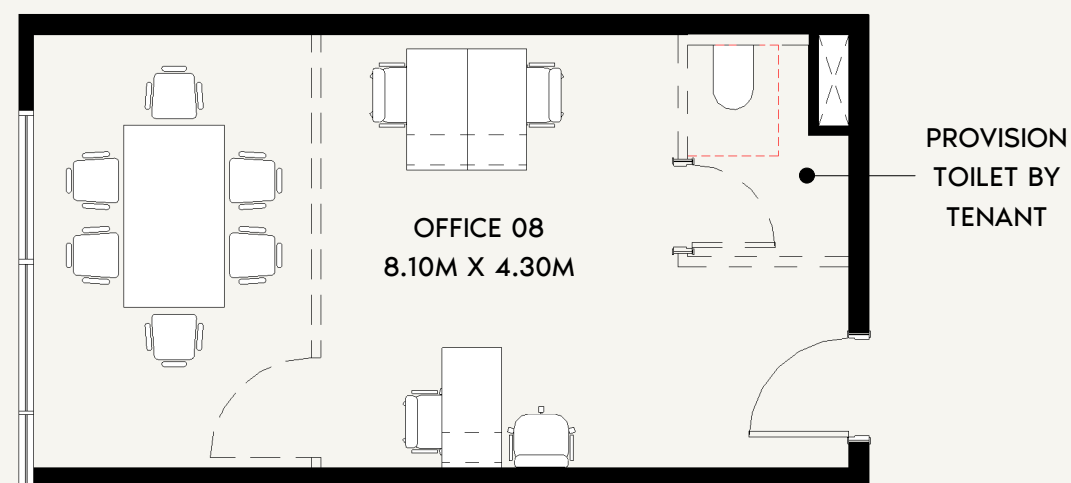 OFFICE 08
8.10M X 4.30M
PROVISION
TOILET BY
TENANT